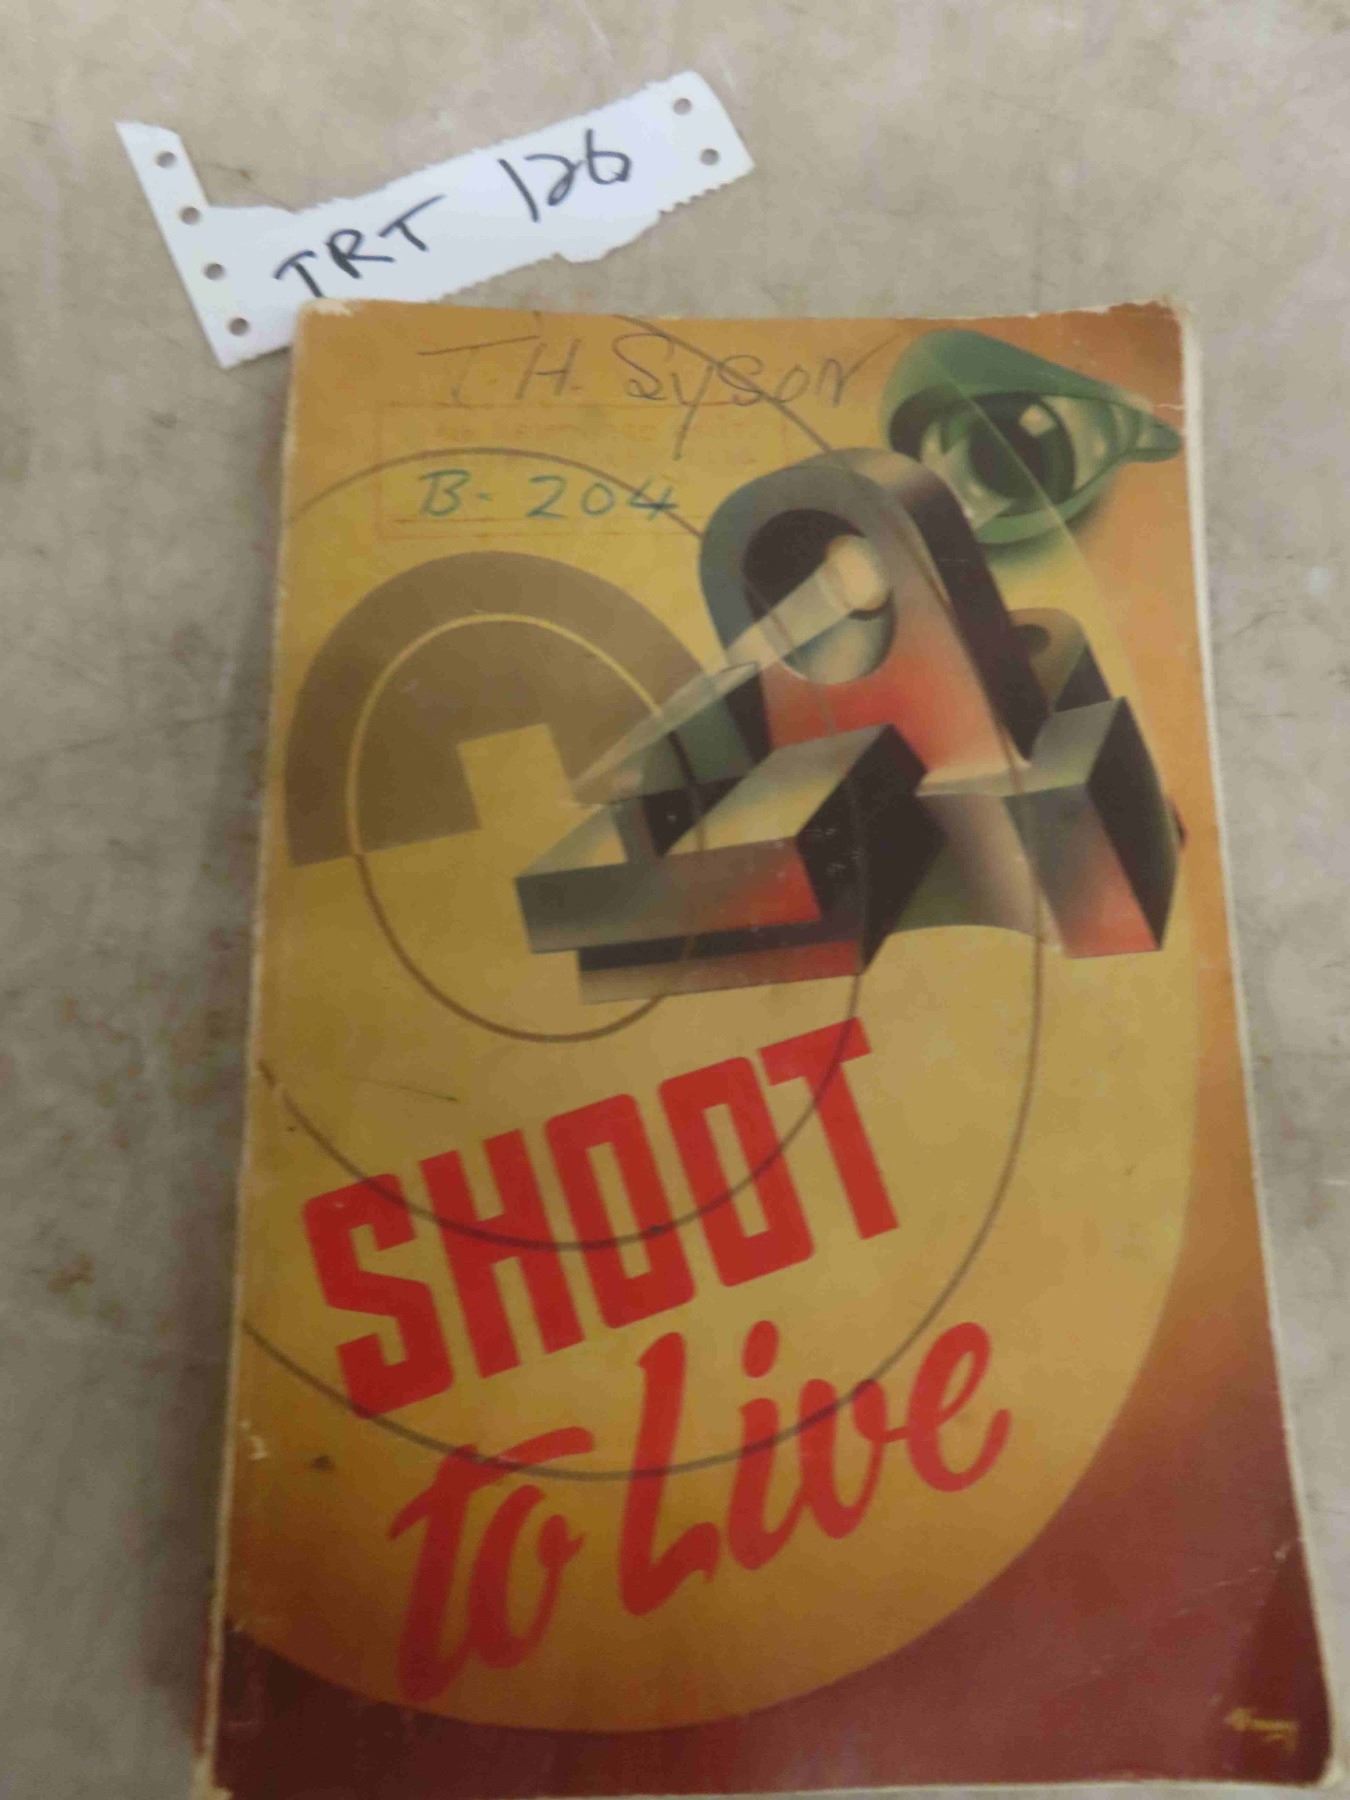 TRT 126
T.H. Syson
B- 204
SHOOT
to Live